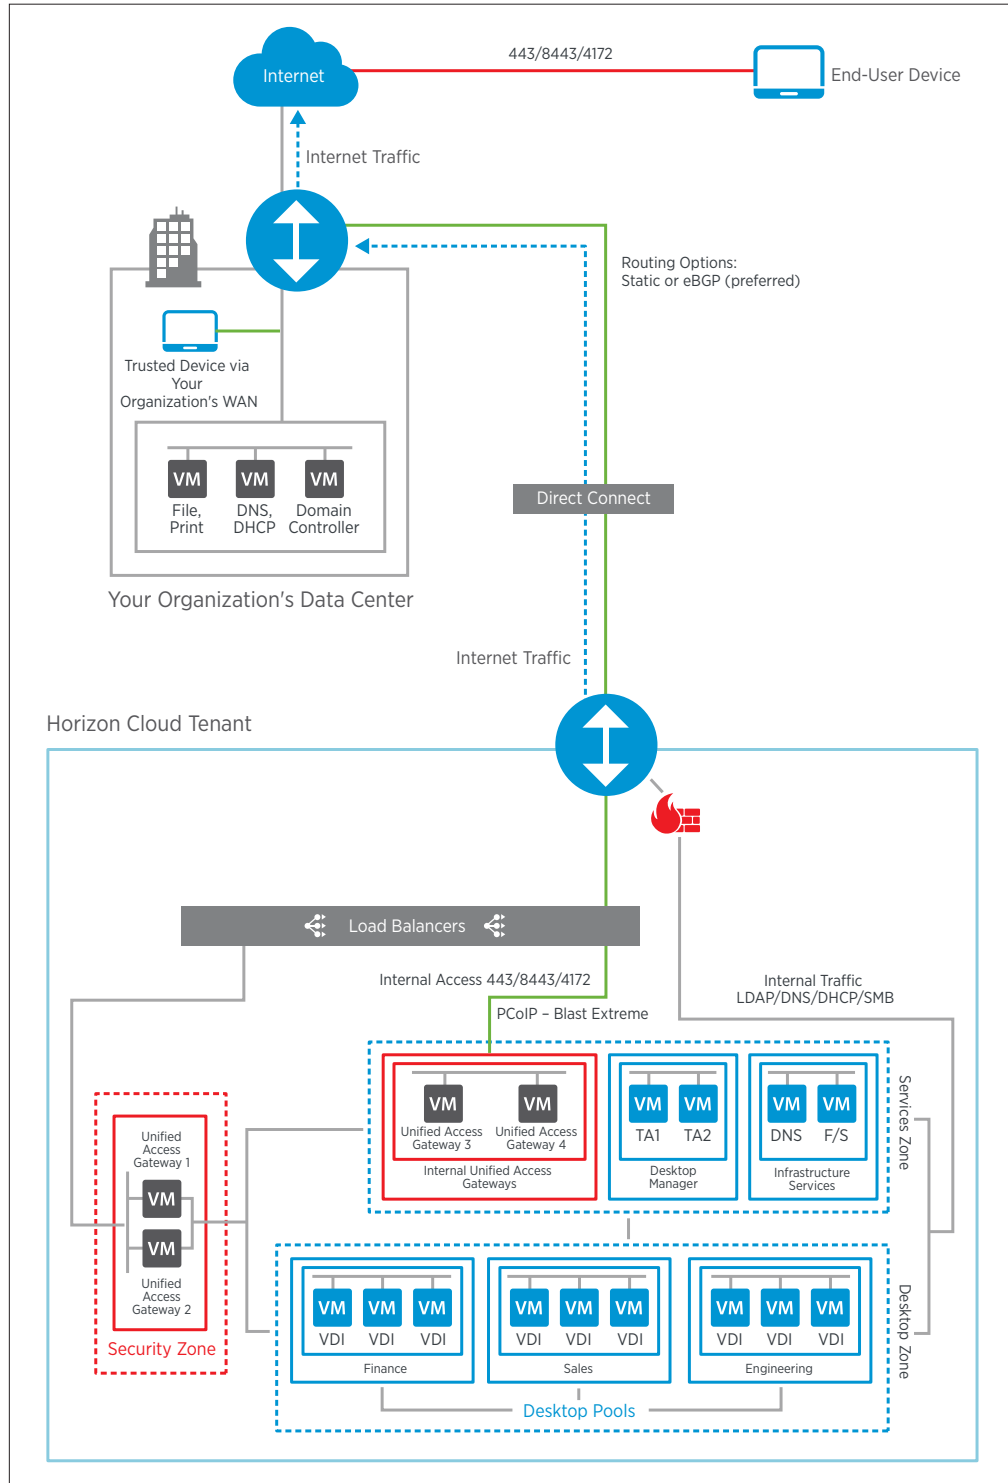 443/8443/4172
Internet
End-User Device
Internet Traffic
Routing Options:
Static or eBGP (preferred)
Trusted Device via
Your
Organization's WAN
VM
VM
VM
File,
Print
DNS,
DHCP
Domain
Controller
Direct Connect
Your Organization's Data Center
Internet Traffic
Horizon Cloud Tenant
Load Balancers
Internal Access 443/8443/4172
Internal Traffic
LDAP/DNS/DHCP/SMB
PCoIP – Blast Extreme
Services Zone
VM
VM
Unified Access
Gateway 3
Unified Access
Gateway 4
Internal Unified Access
Gateways
VM
VM
TA1
TA2
Desktop
Manager
VM
VM
DNS
F/S
Infrastructure
Services
Unified
Access
Gateway 1
VM
VM
Unified
Access
Gateway 2
Security Zone
Desktop Zone
VM
VM
VM
VDI
VDI
VDI
Finance
VM
VM
VM
VDI
VDI
VDI
Sales
VM
VM
VM
VDI
VDI
VDI
Engineering
Desktop Pools